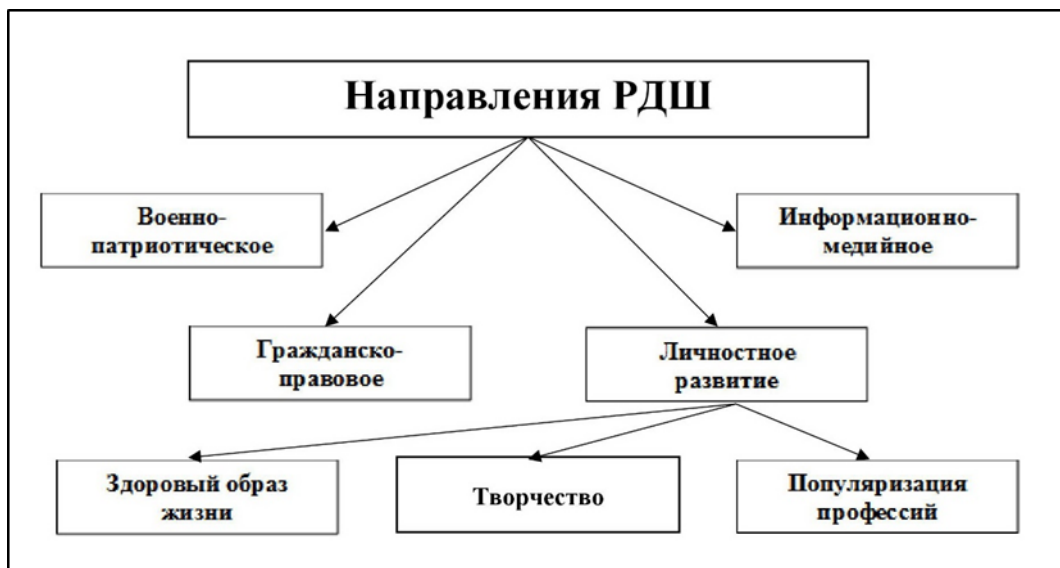 Направления РДШ
Военно-
патриотическое
Информационно-
медийное
Гражданско-
правовое
Личностное
развитие
Здоровый образ
жизни
Творчество
Популяризация
профессий